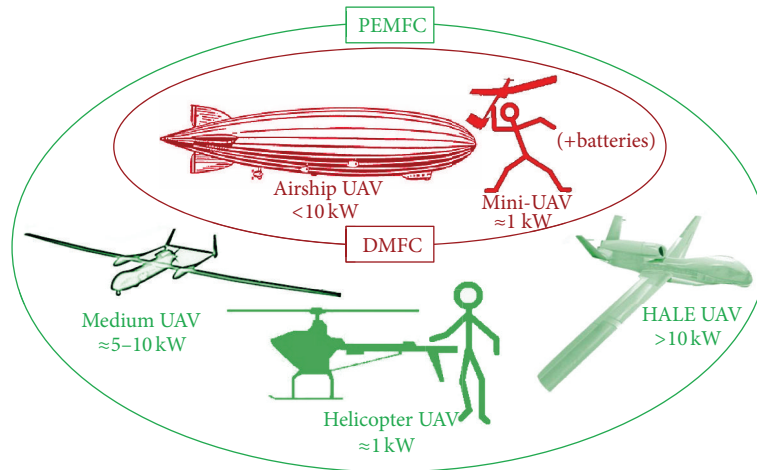 PEMFC
(+batteries)
Airship UAV
<10 kW
Mini-UAV
≈1 kW
DMFC
Medium UAV
≈5–10 kW
HALE UAV
>10 kW
Helicopter UAV
≈1 kW